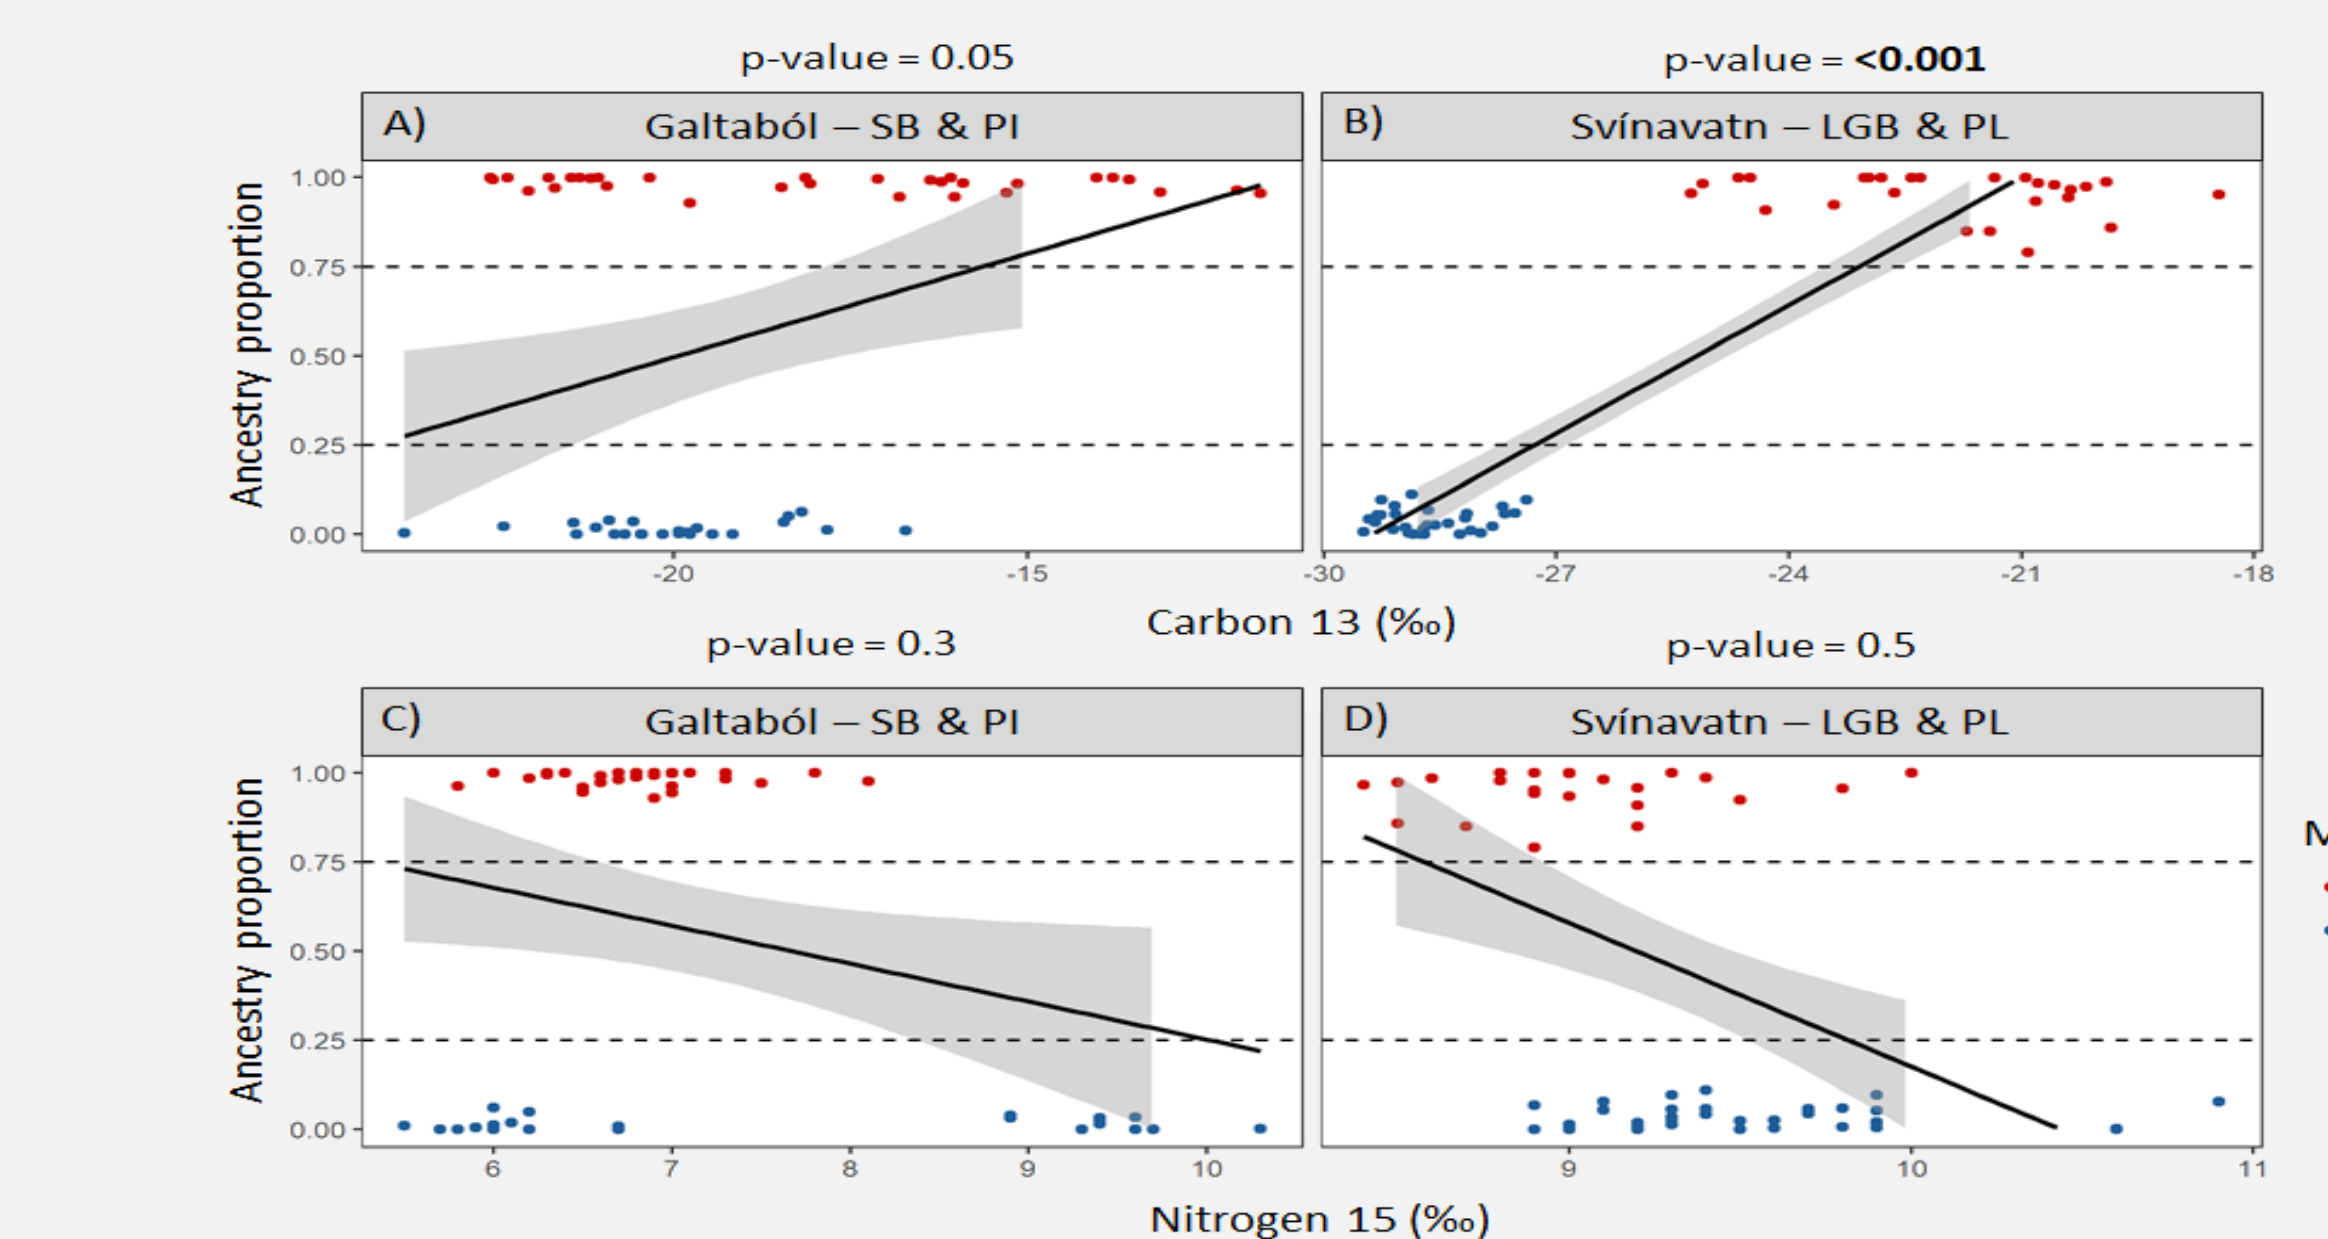 p-value = 0.05
p-value = <0.001
A)
Galtaból – SB & PI
B)
Svínavatn – LGB & PL
Ancestry proportion
1.00
0.75
0.50
0.25
0.00
-20
-15
-30
-27
-24
-21
-18
Carbon 13 (‰)
p-value = 0.3
p-value = 0.5
C)
Galtaból – SB & PI
D)
Svínavatn – LGB & PL
Ancestry proportion
1.00
0.75
0.50
0.25
0.00
6
7
8
9
10
9
10
11
Nitrogen 15 (‰)